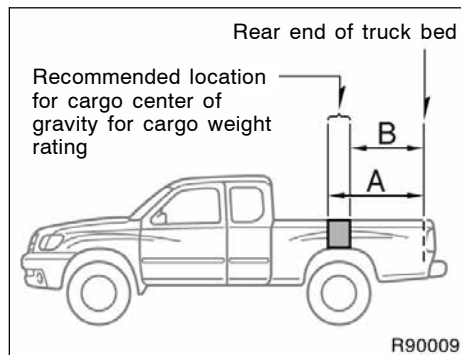 Rear end of truck bed
Recommended location
for cargo center of
gravity for cargo weight
rating
B
A
R90009